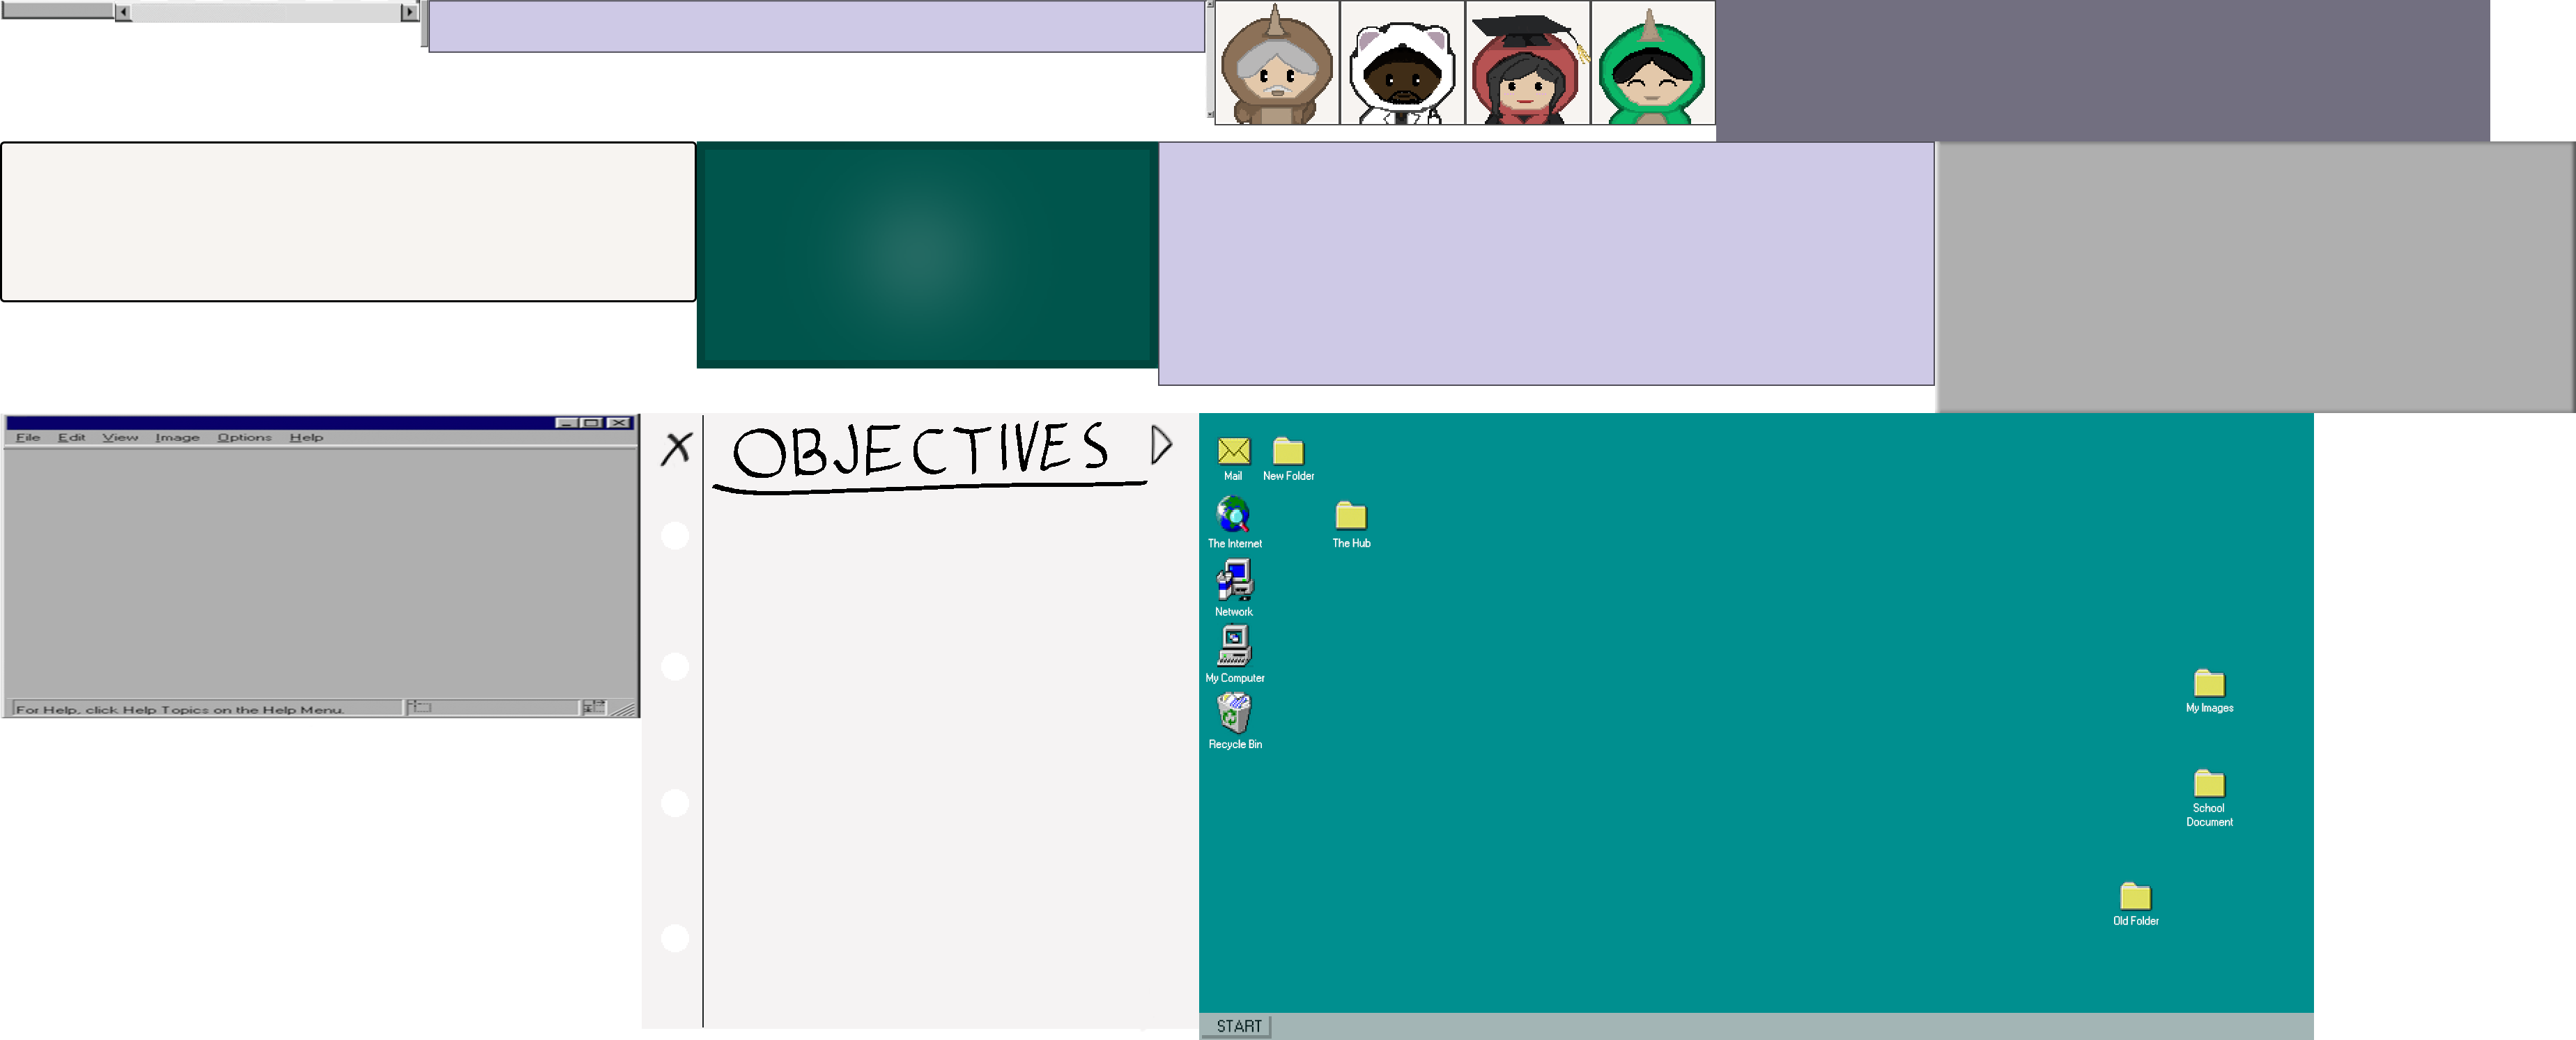 File Edit View Image Options Help
For Help, click Help Topics on the Help Menu.
X OBJECTIVES
Mail
New Folder
The Internet
The Hub
Network
My Computer
Recycle Bin
My Images
School
Document
Old Folder
START